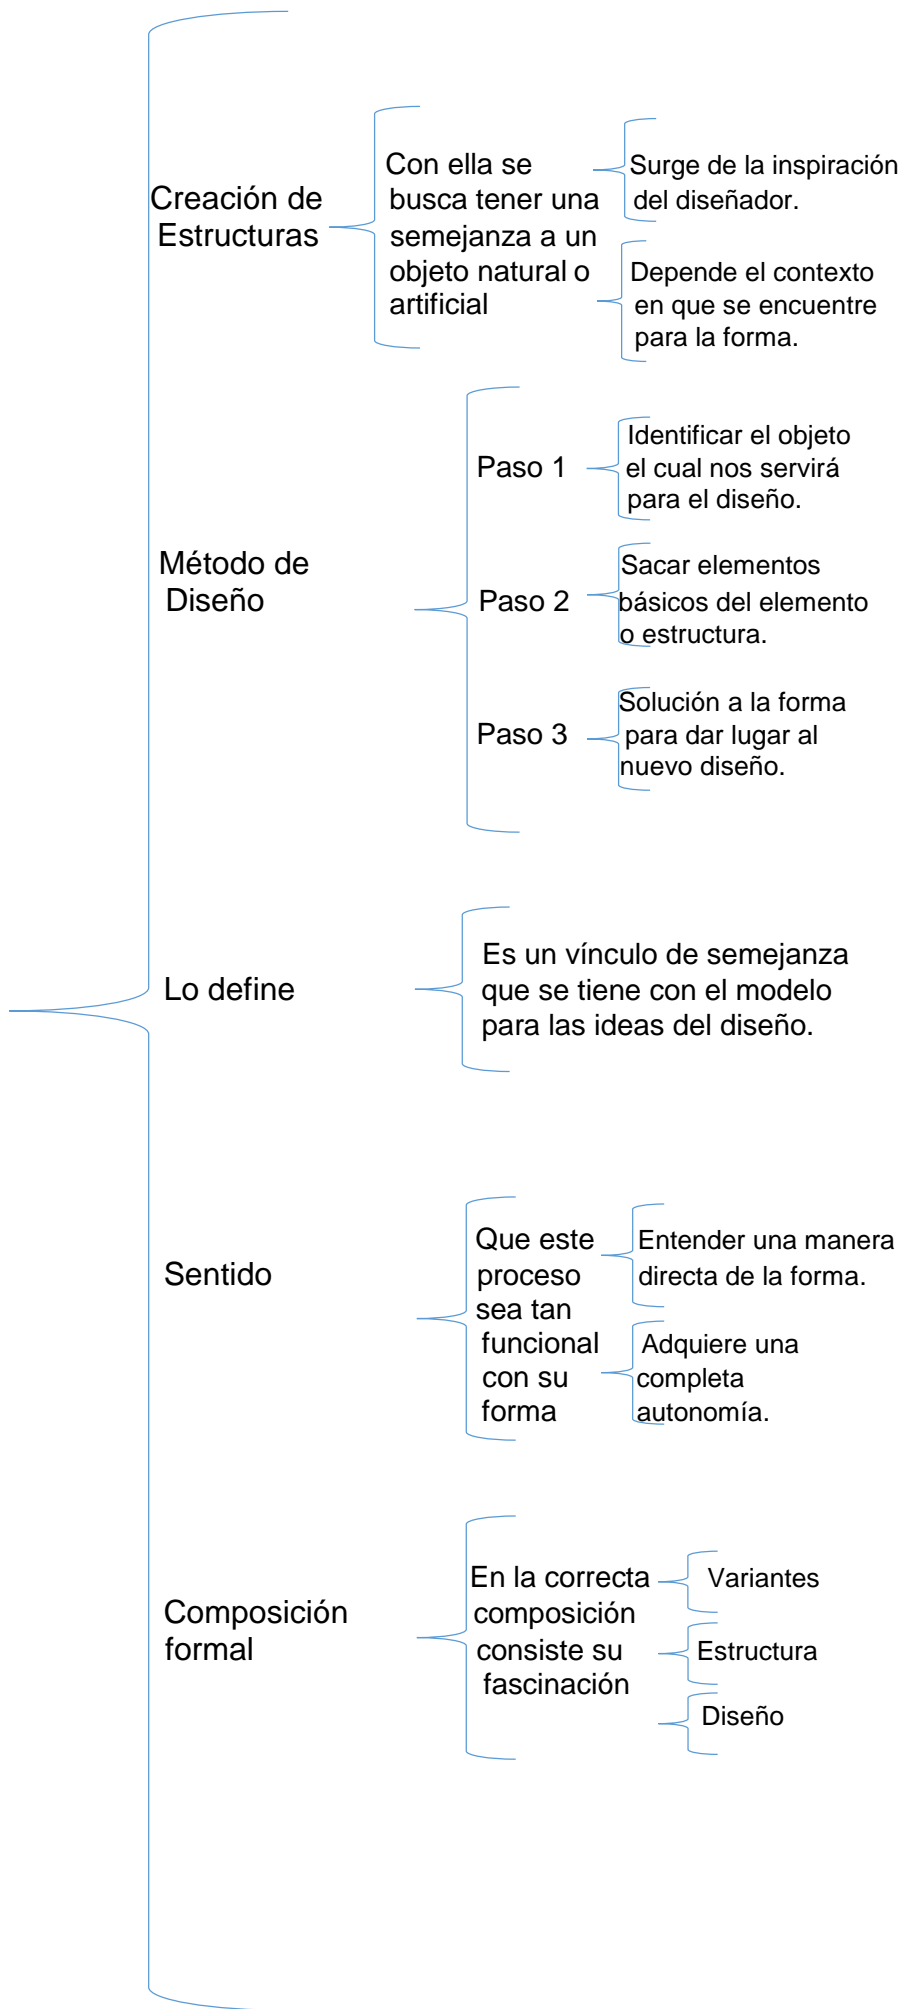 Creación de
Estructuras
Con ella se
busca tener una
semejanza a un
objeto natural o
artificial
Surge de la inspiración
del diseñador.
Depende el contexto
en que se encuentre
para la forma.
Método de
Diseño
Paso 1
Identificar el objeto
el cual nos servirá
para el diseño.
Paso 2
Sacar elementos
básicos del elemento
o estructura.
Paso 3
Solución a la forma
para dar lugar al
nuevo diseño.
Lo define
Es un vínculo de semejanza
que se tiene con el modelo
para las ideas del diseño.
Sentido
Que este
proceso
sea tan
funcional
con su
forma
Entender una manera
directa de la forma.
Adquiere una
completa
autonomía.
Composición
formal
En la correcta
composición
consiste su
fascinación
Variantes
Estructura
Diseño